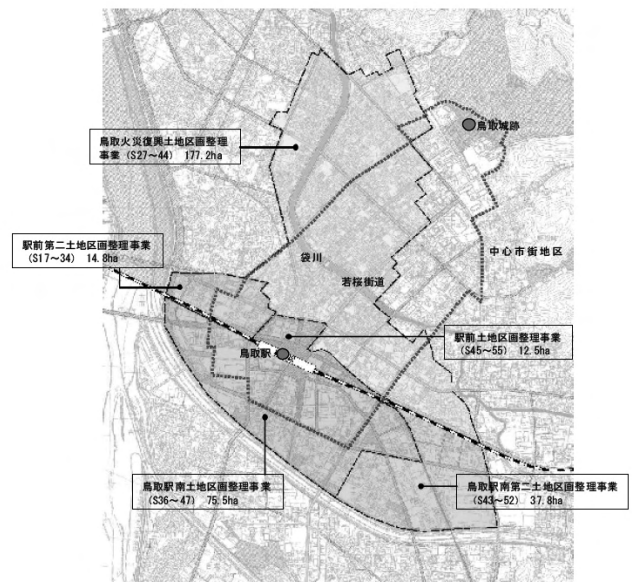 鳥取城跡
鳥取火災復興土地区画整理
事業（S27～44） 177.2ha
中心市街地区
駅前第二土地区画整理事業
（S17～34） 14.8ha
袋川
若桜街道
駅前土地区画整理事業
（S45～55） 12.5ha
鳥取駅
鳥取駅南土地区画整理事業
（S36～47） 75.5ha
鳥取駅南第二土地区画整理事業
（S43～52） 37.8ha